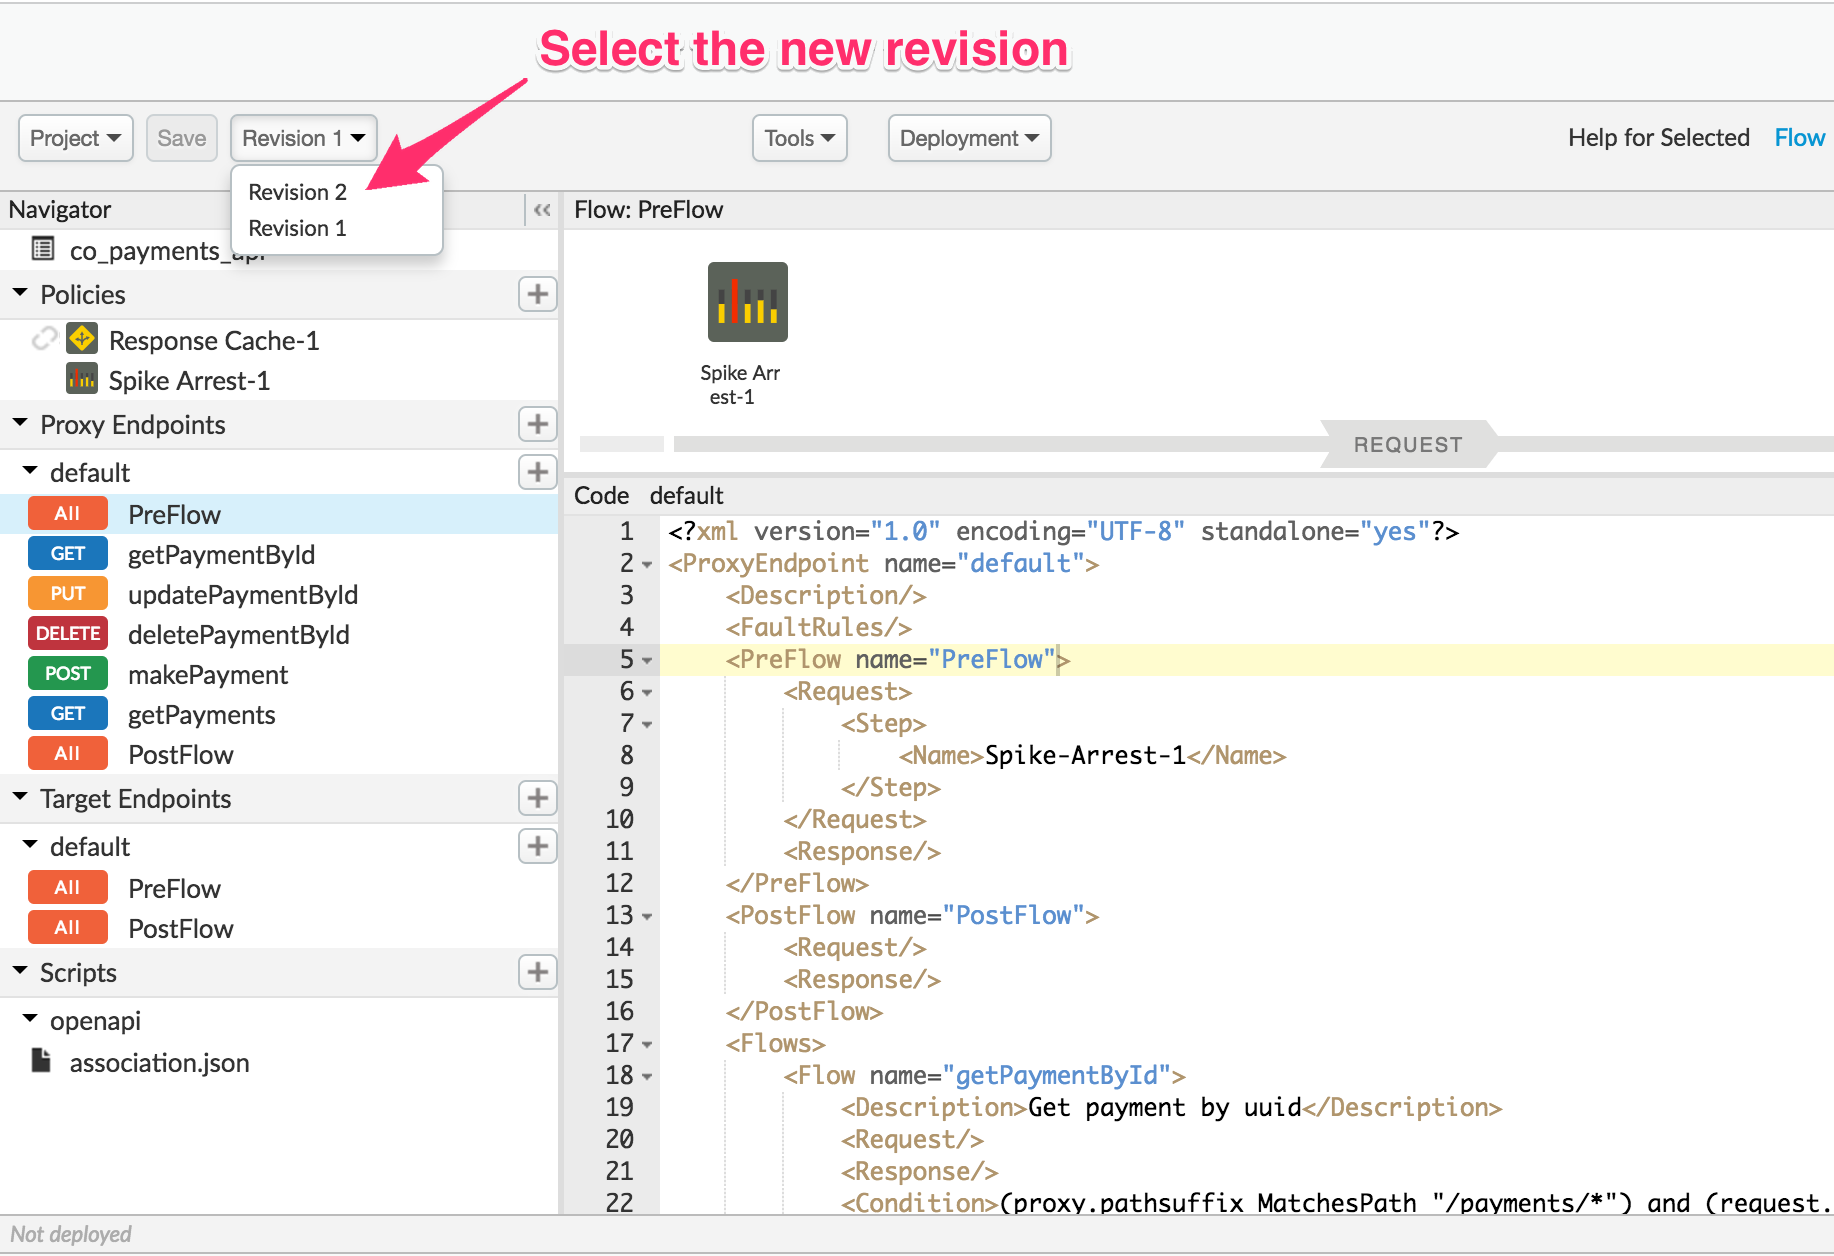 Select the new revision
Project Save Revision 1 Tools Deployment Help for Selected Flow
Revision 2
Revision 1
Navigator «
co_payments_api
Policies +
Response Cache-1
Spike Arrest-1
Proxy Endpoints +
default +
All PreFlow
GET getPaymentById
PUT updatePaymentById
DELETE deletePaymentById
POST makePayment
GET getPayments
All PostFlow
Target Endpoints +
default +
All PreFlow
All PostFlow
Scripts +
openapi
association.json
Not deployed
Flow: PreFlow
Spike Arr
est-1
REQUEST
Code default
1 <?xml version="1.0" encoding="UTF-8" standalone="yes"?>
2 <ProxyEndpoint name="default">
3 <Description/>
4 <FaultRules/>
5 <PreFlow name="PreFlow">
6 <Request>
7 <Step>
8 <Name>Spike-Arrest-1</Name>
9 </Step>
10 </Request>
11 <Response/>
12 </PreFlow>
13 <PostFlow name="PostFlow">
14 <Request/>
15 <Response/>
16 </PostFlow>
17 <Flows>
18 <Flow name="getPaymentById">
19 <Description>Get payment by uuid</Description>
20 <Request/>
21 <Response/>
22 <Condition>(proxy.pathsuffix MatchesPath "/payments/*") and (request.